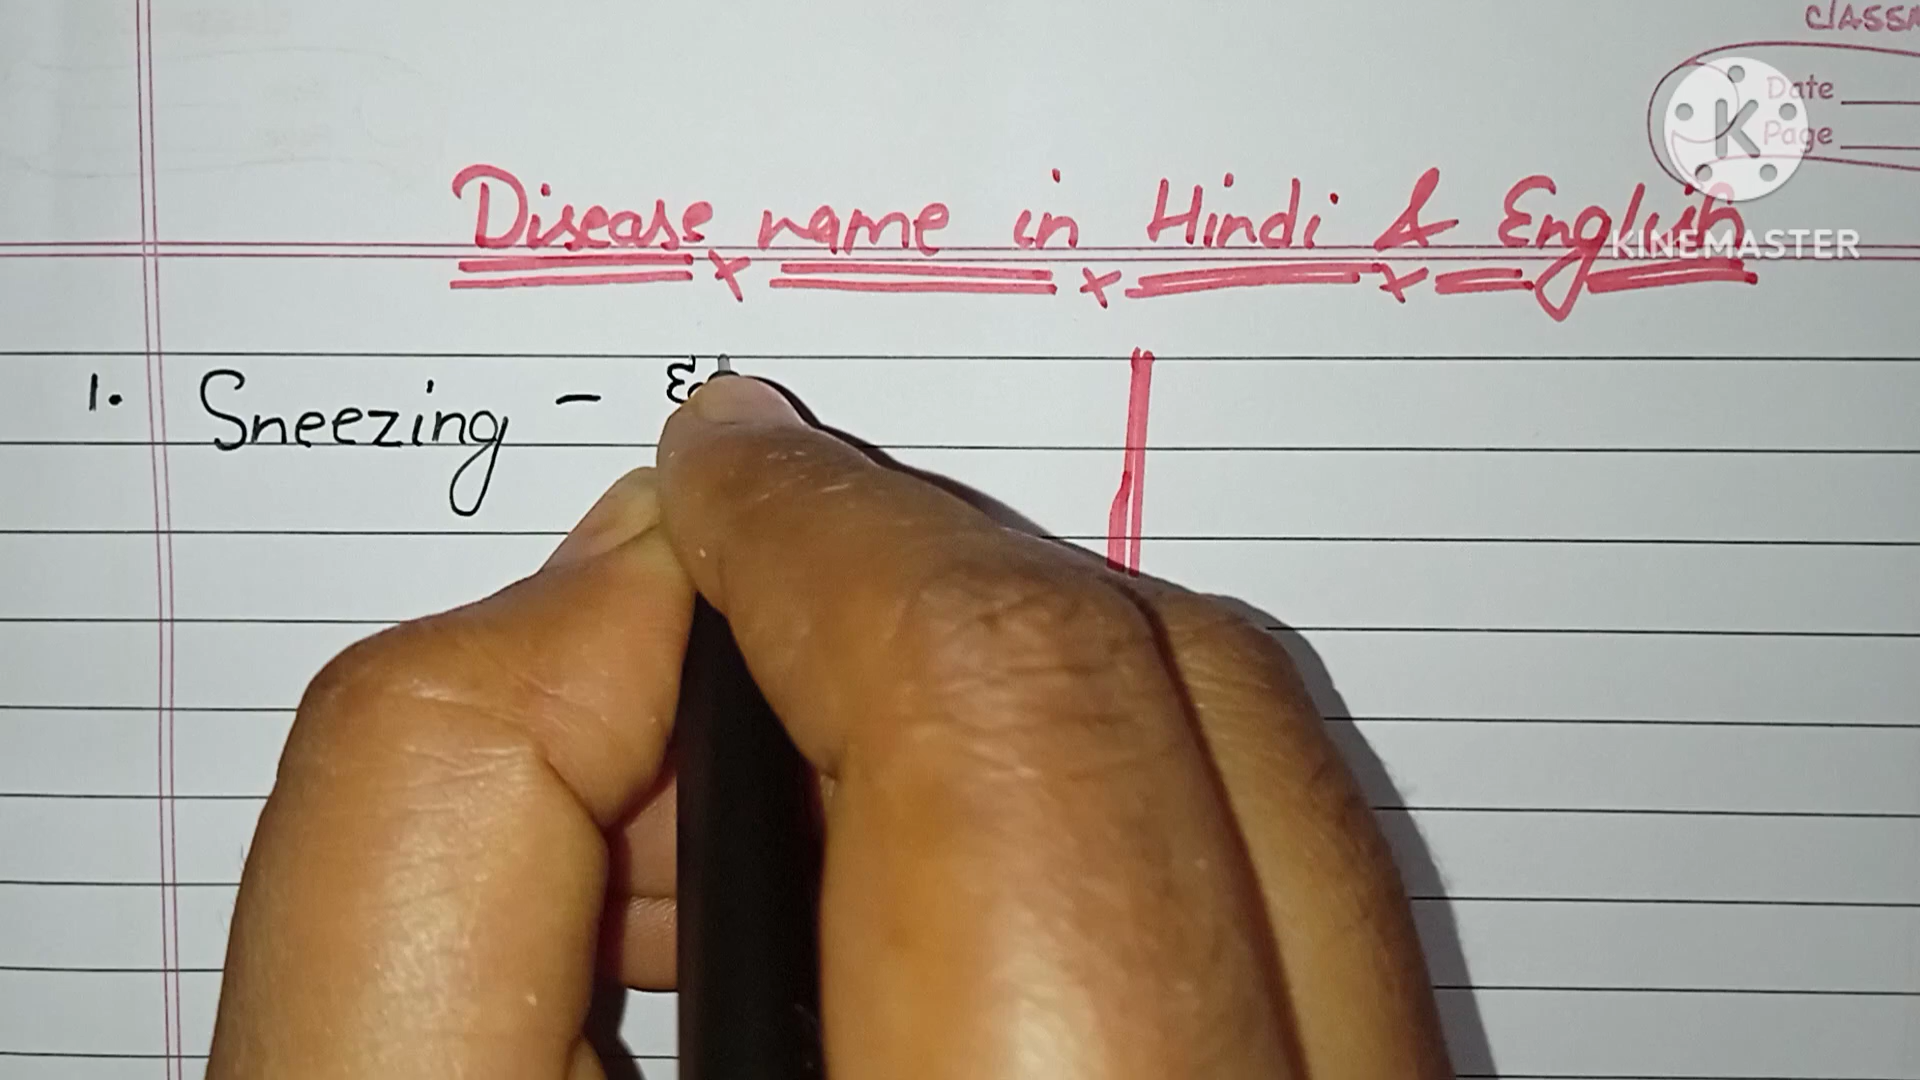 classm
Date
Page
Disease name in Hindi & English
KINEMASTER
1. Sneezing -